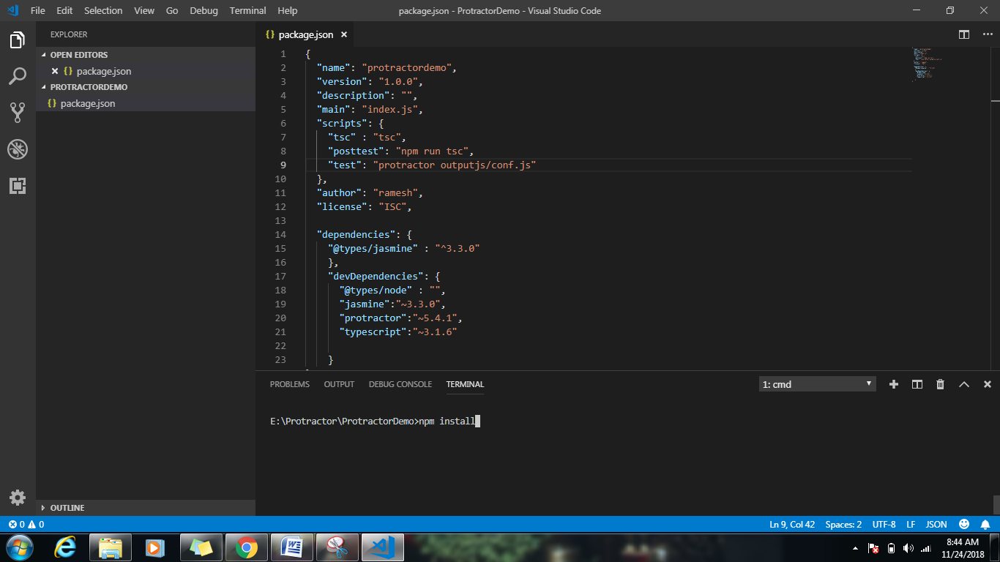 File Edit Selection View Go Debug Terminal Help
package.json - ProtractorDemo - Visual Studio Code
EXPLORER
OPEN EDITORS
package.json
PROTRACTORDEMO
package.json
OUTLINE
package.json
1 {
2 "name": "protractordemo",
3 "version": "1.0.0",
4 "description": "",
5 "main": "index.js",
6 "scripts": {
7 "tsc" : "tsc",
8 "posttest": "npm run tsc",
9 "test": "protractor outputjs/conf.js"
10 },
11 "author": "ramesh",
12 "license": "ISC",
13
14 "dependencies": {
15 "@types/jasmine" : "^3.3.0"
16 },
17 "devDependencies": {
18 "@types/node" : "",
19 "jasmine":"~3.3.0",
20 "protractor":"~5.4.1",
21 "typescript":"~3.1.6"
22
23 }
PROBLEMS OUTPUT DEBUG CONSOLE TERMINAL
1: cmd
E:\Protractor\ProtractorDemo>npm install
0 0
Ln 9, Col 42 Spaces: 2 UTF-8 LF JSON
8:44 AM
11/24/2018